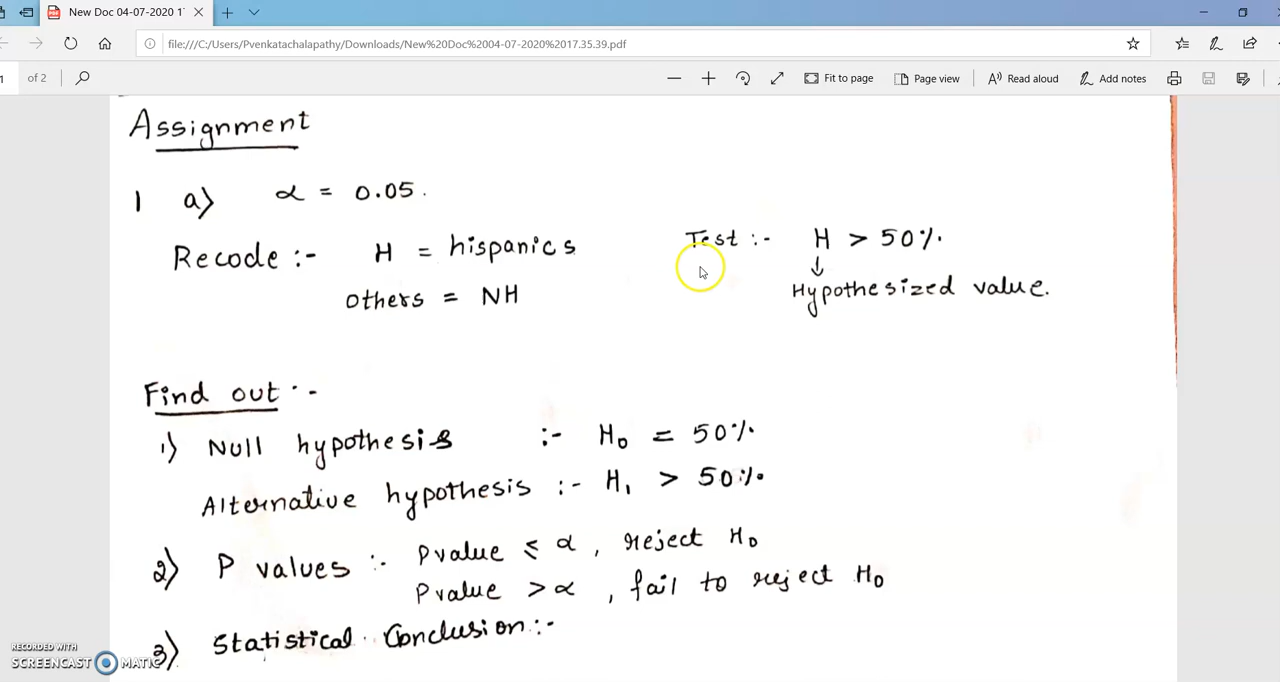 New Doc 04-07-2020 1
file:///C:/Users/Pvenkatachalapathy/Downloads/New%20Doc%2004-07-2020%2017.35.39.pdf
1 of 2 Fit to page Page view Read aloud Add notes
Assignment
1 a) α = 0.05.
Recode :- H = hispanics
others = NH
Test :- H > 50%.
↓
Hypothesized value.
Find out :-
1) Null hypothesis :- H₀ = 50%
Alternative hypothesis :- H₁ > 50%
2) P values :- Pvalue ≤ α, reject H₀
Pvalue > α, fail to reject H₀
3) Statistical Conclusion :-
RECORDED WITH
SCREENCAST MATIC